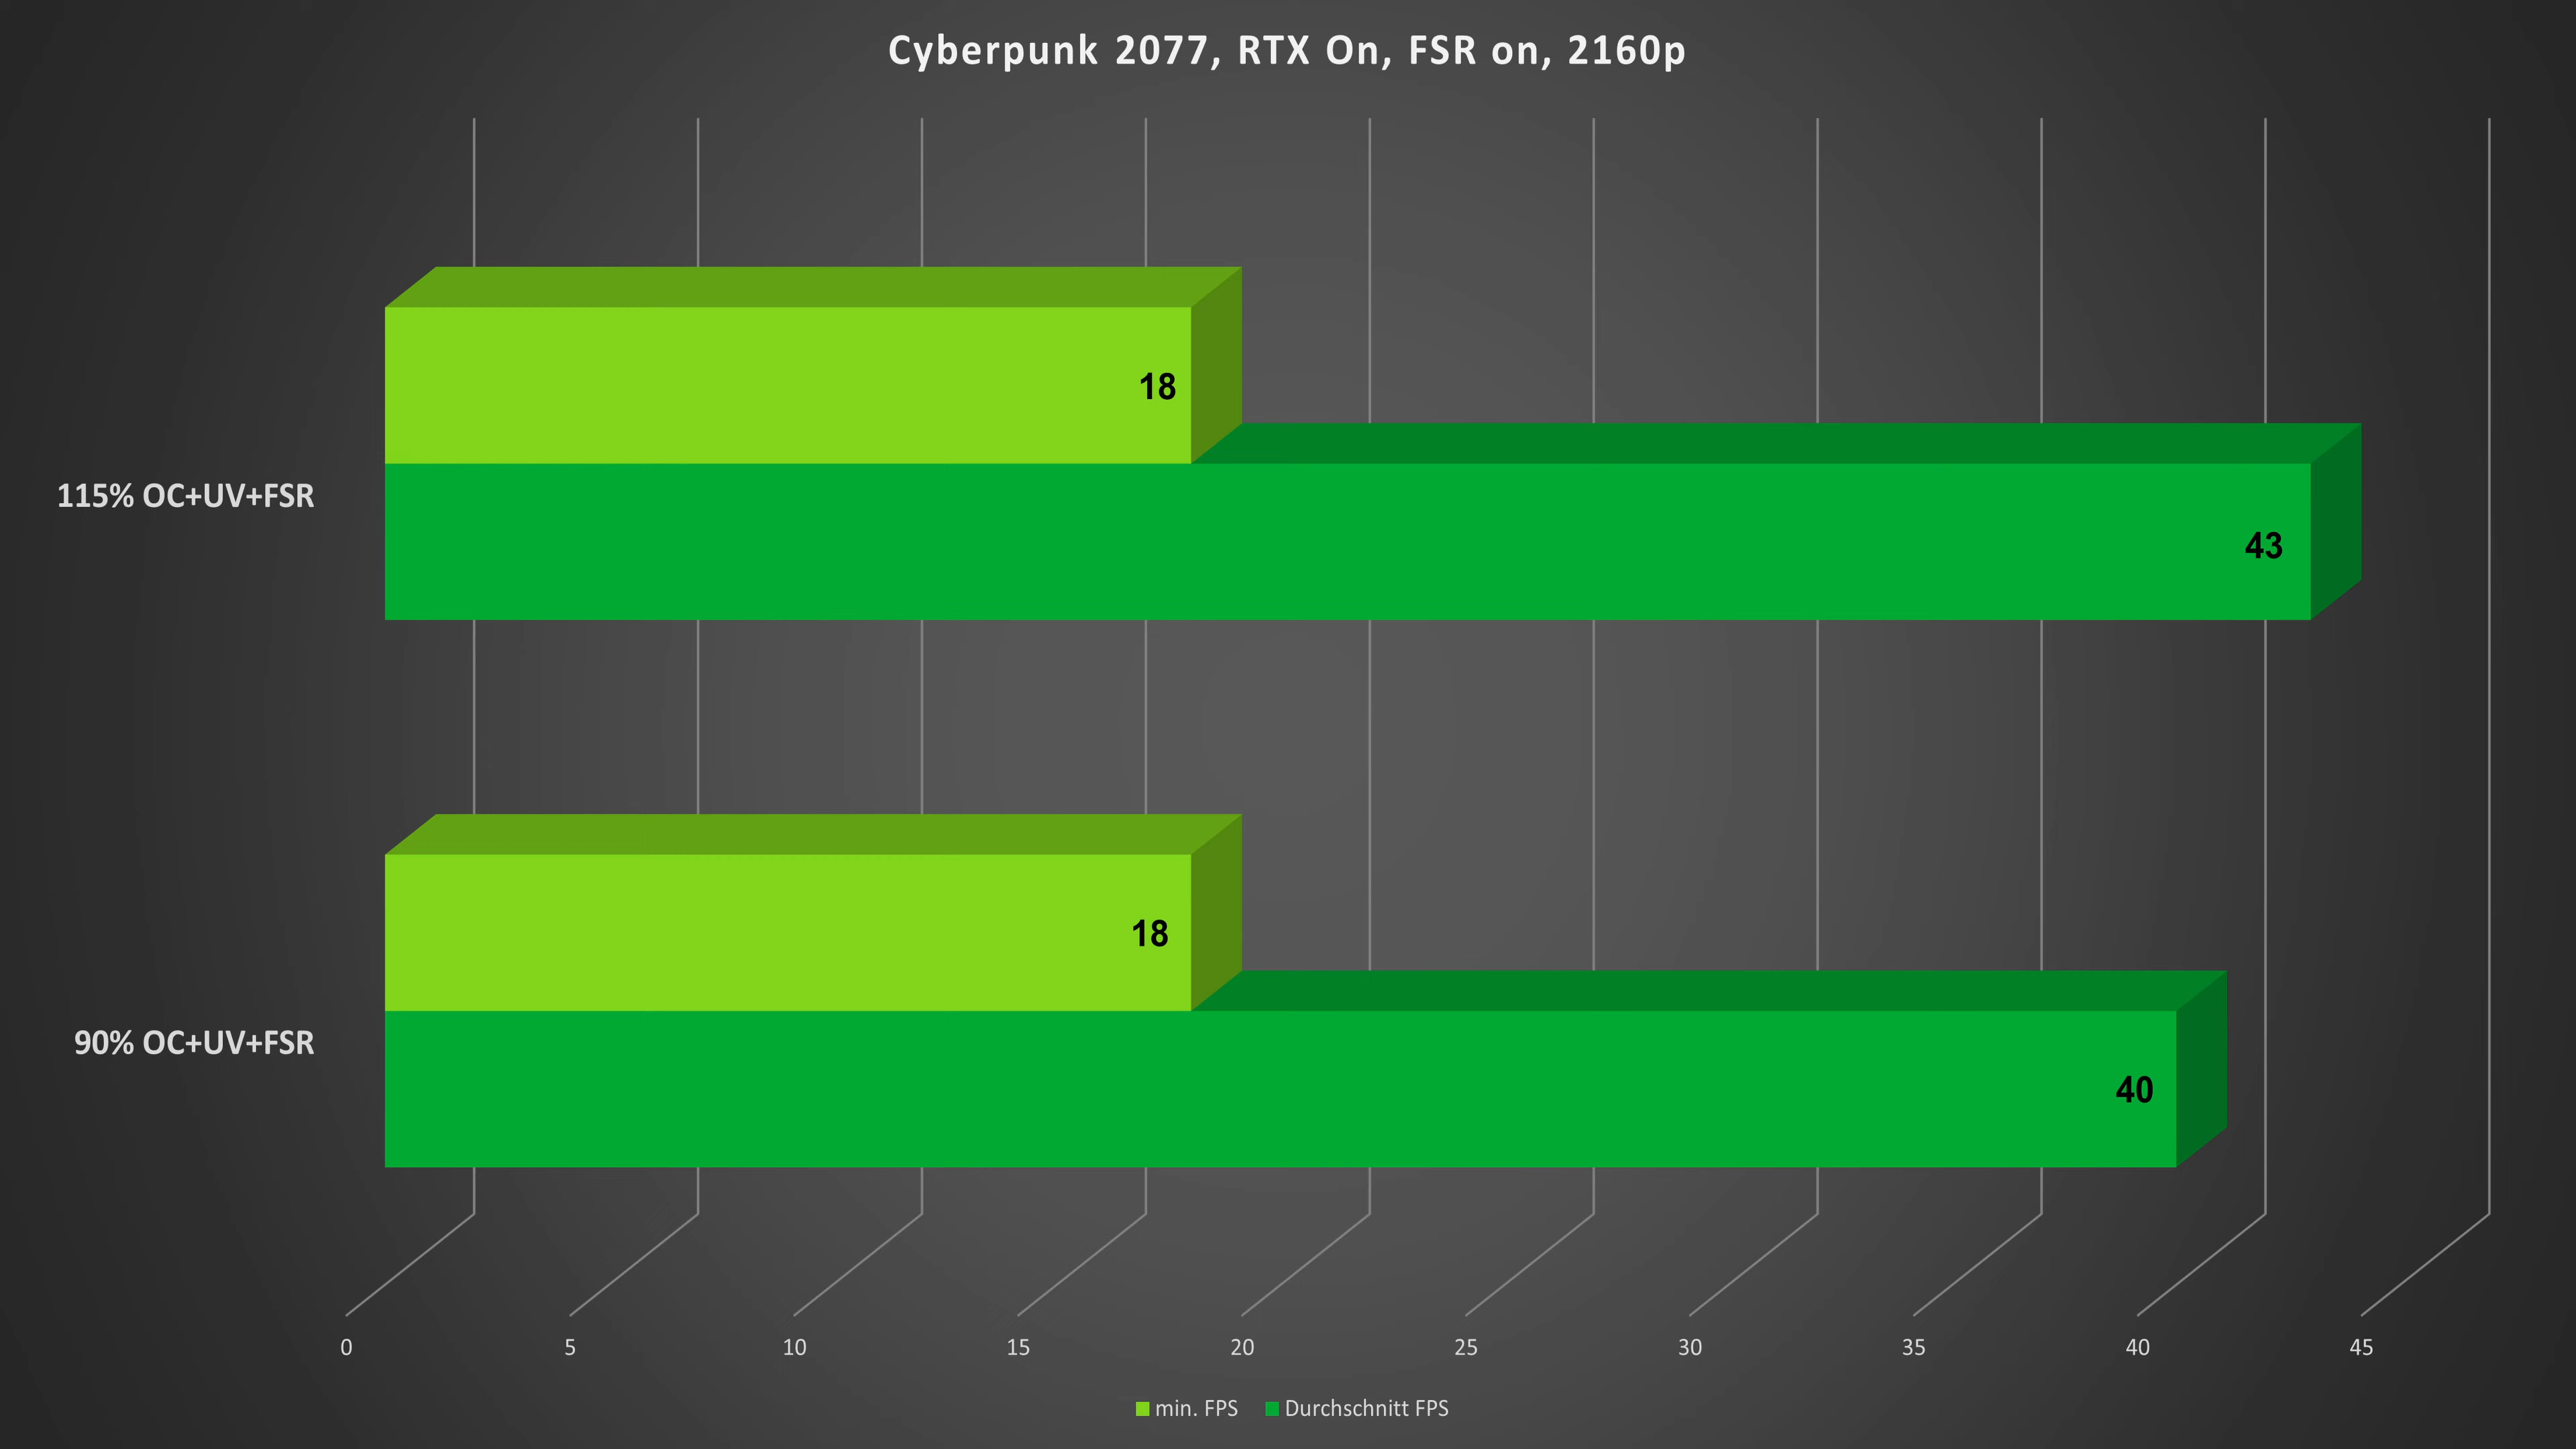 Cyberpunk 2077, RTX On, FSR on, 2160p
18
115% OC+UV+FSR
43
18
90% OC+UV+FSR
40
0 5 10 15 20 25 30 35 40 45
min. FPS Durchschnitt FPS